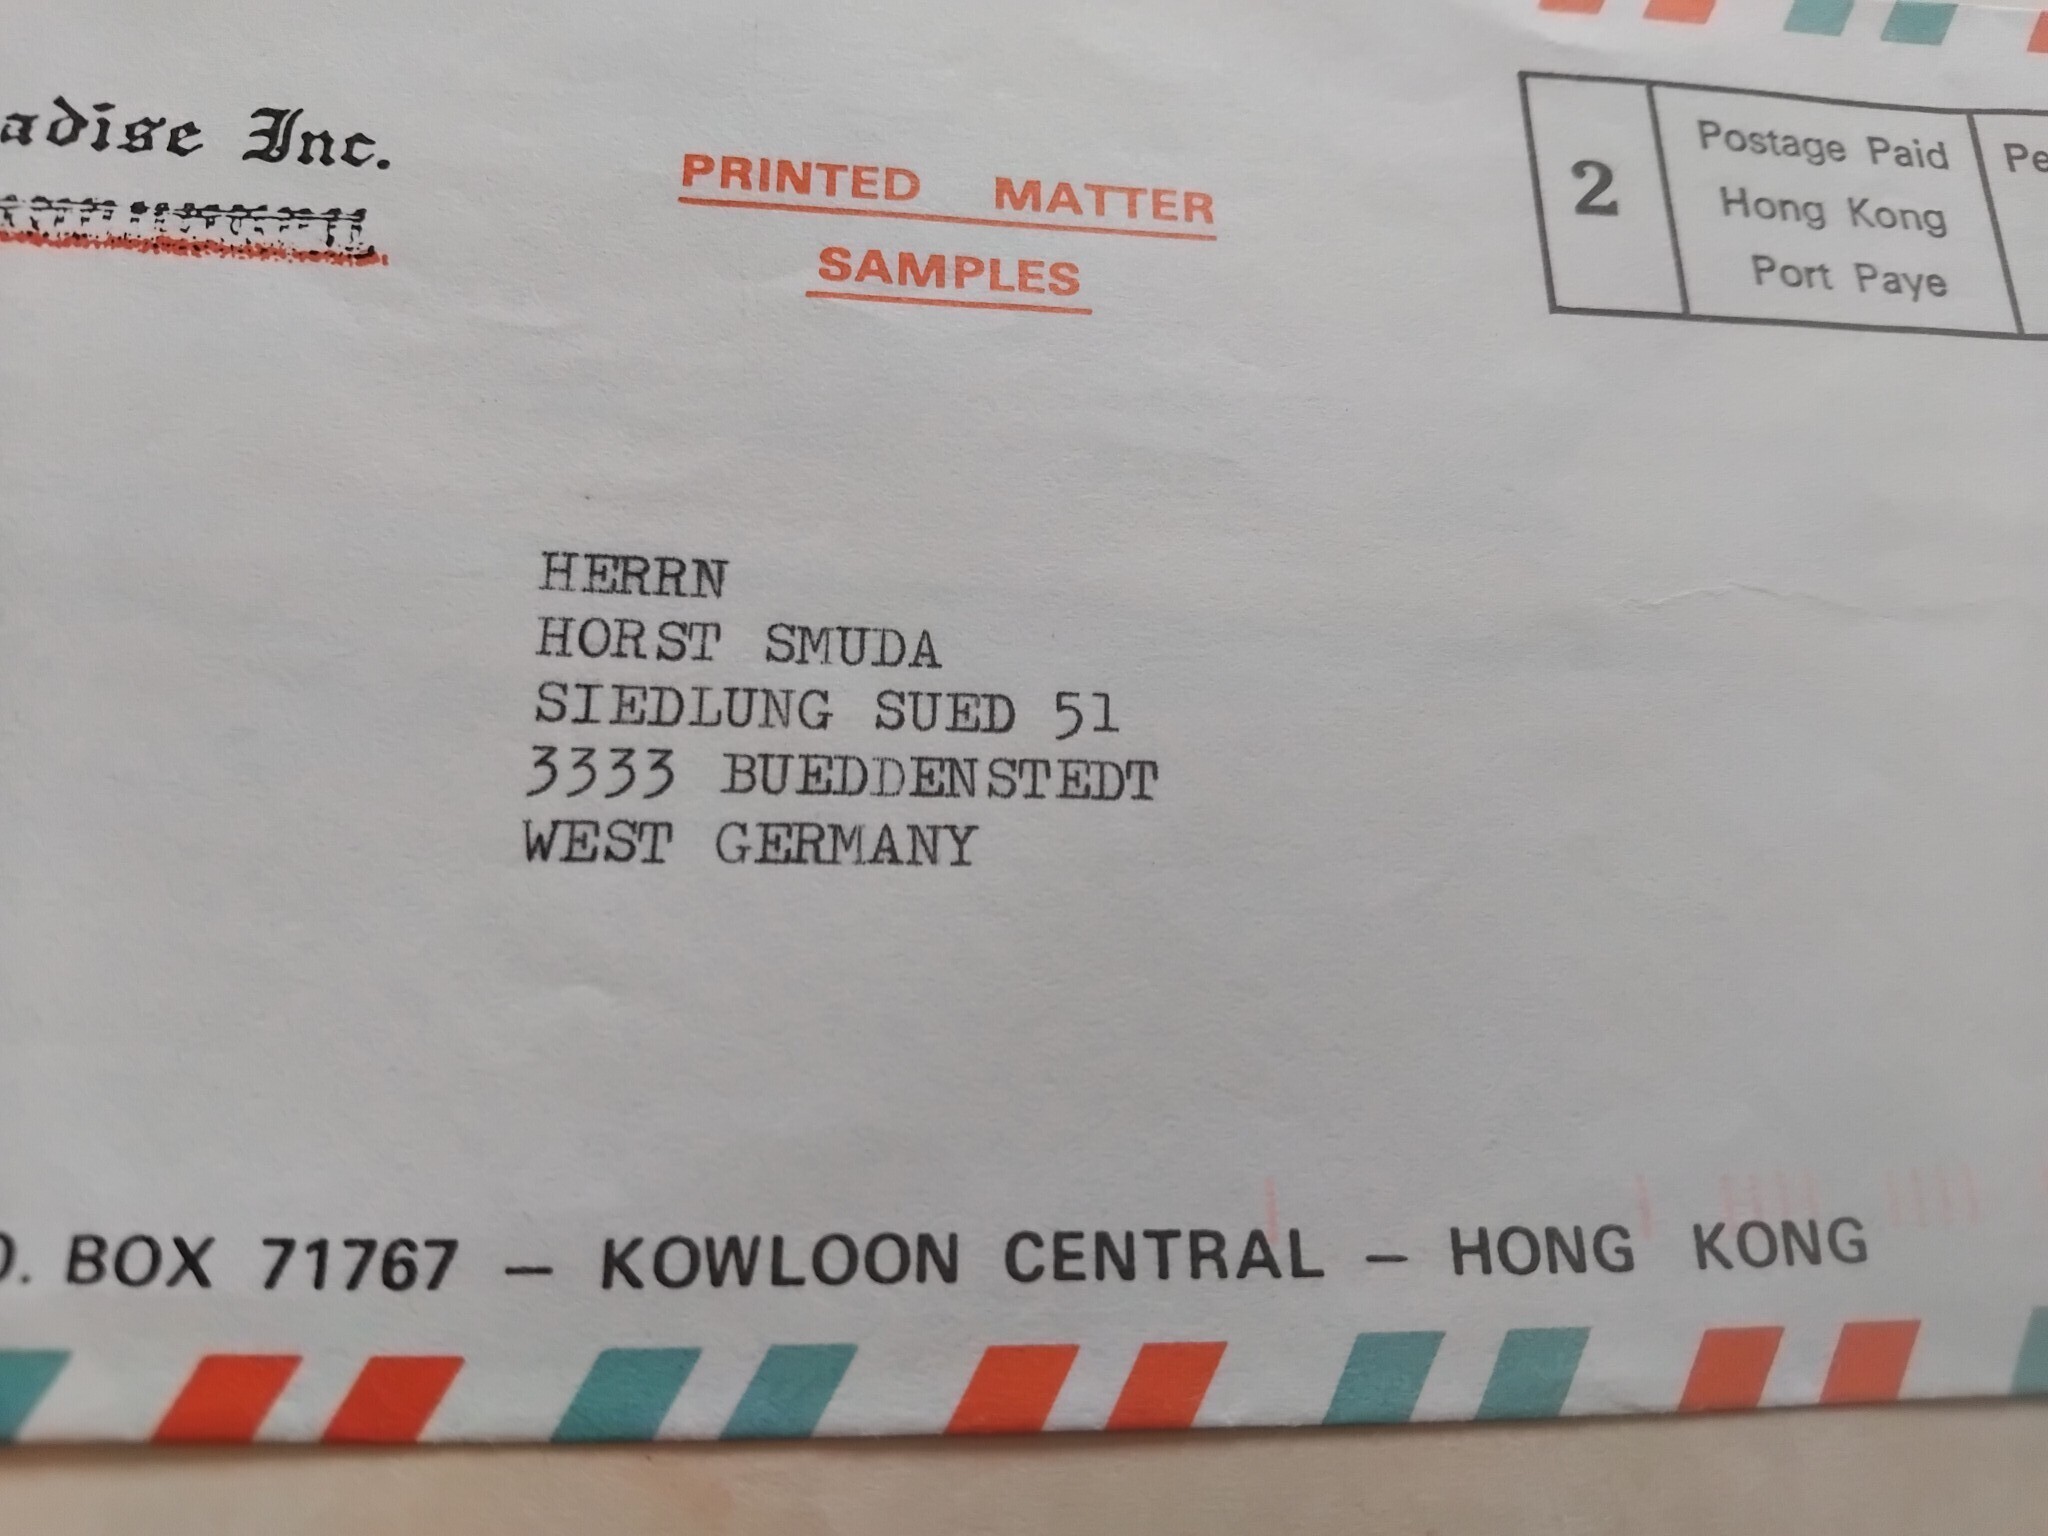 adise Inc.
PRINTED MATTER
SAMPLES
2
Postage Paid
Hong Kong
Port Paye
Pe
HERRN
HORST SMUDA
SIEDLUNG SUED 51
3333 BUEDDENSTEDT
WEST GERMANY
O. BOX 71767 – KOWLOON CENTRAL – HONG KONG